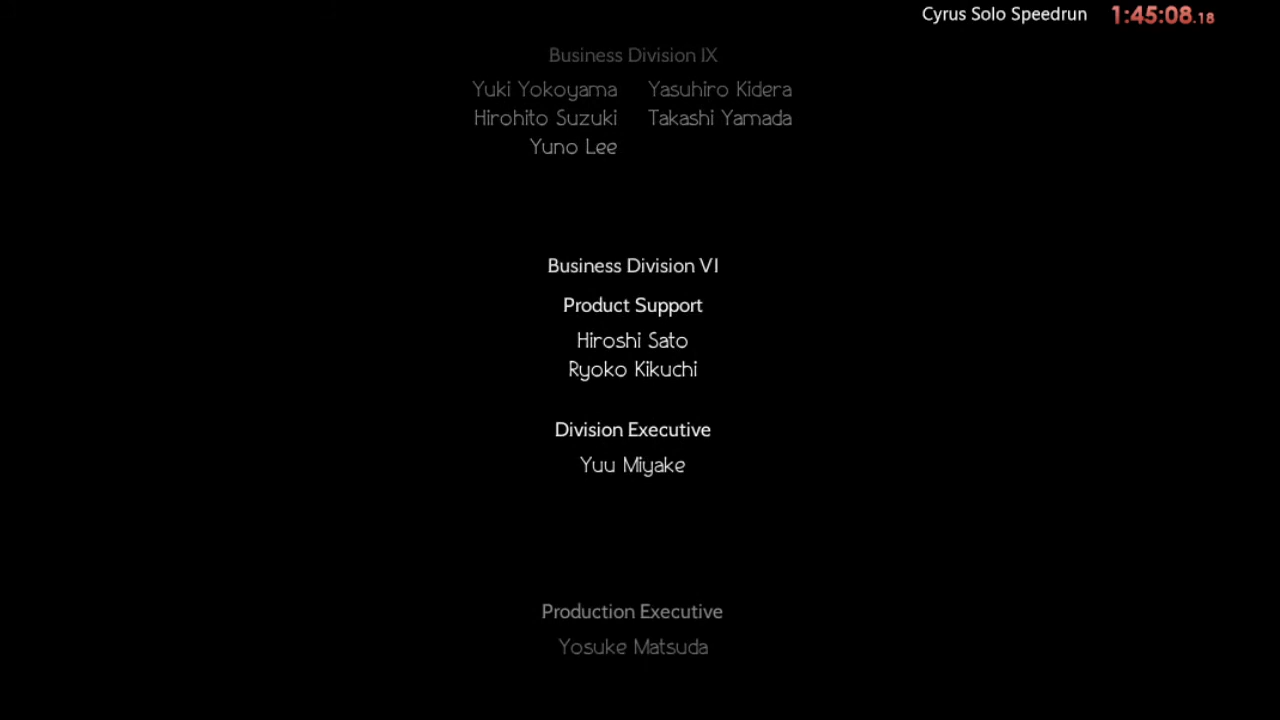 Cyrus Solo Speedrun 1:45:08.18
Business Division IX
Yuki Yokoyama Yasuhiro Kidera
Hirohito Suzuki Takashi Yamada
Yuno Lee
Business Division VI
Product Support
Hiroshi Sato
Ryoko Kikuchi
Division Executive
Yuu Miyake
Production Executive
Yosuke Matsuda